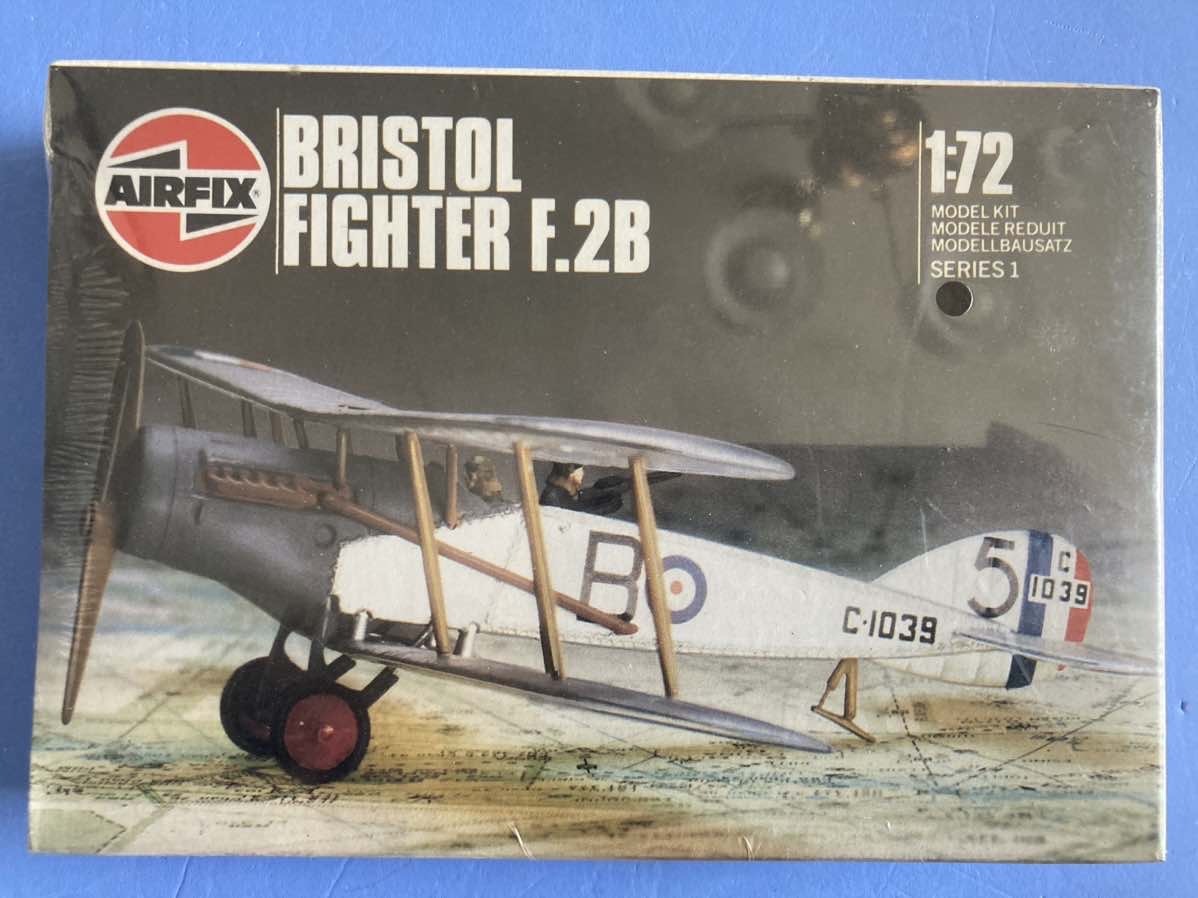 AIRFIX®
BRISTOL
FIGHTER F.2B
1:72
MODEL KIT
MODELE REDUIT
MODELLBAUSATZ
SERIES 1
B
C·1039
5
C
1039